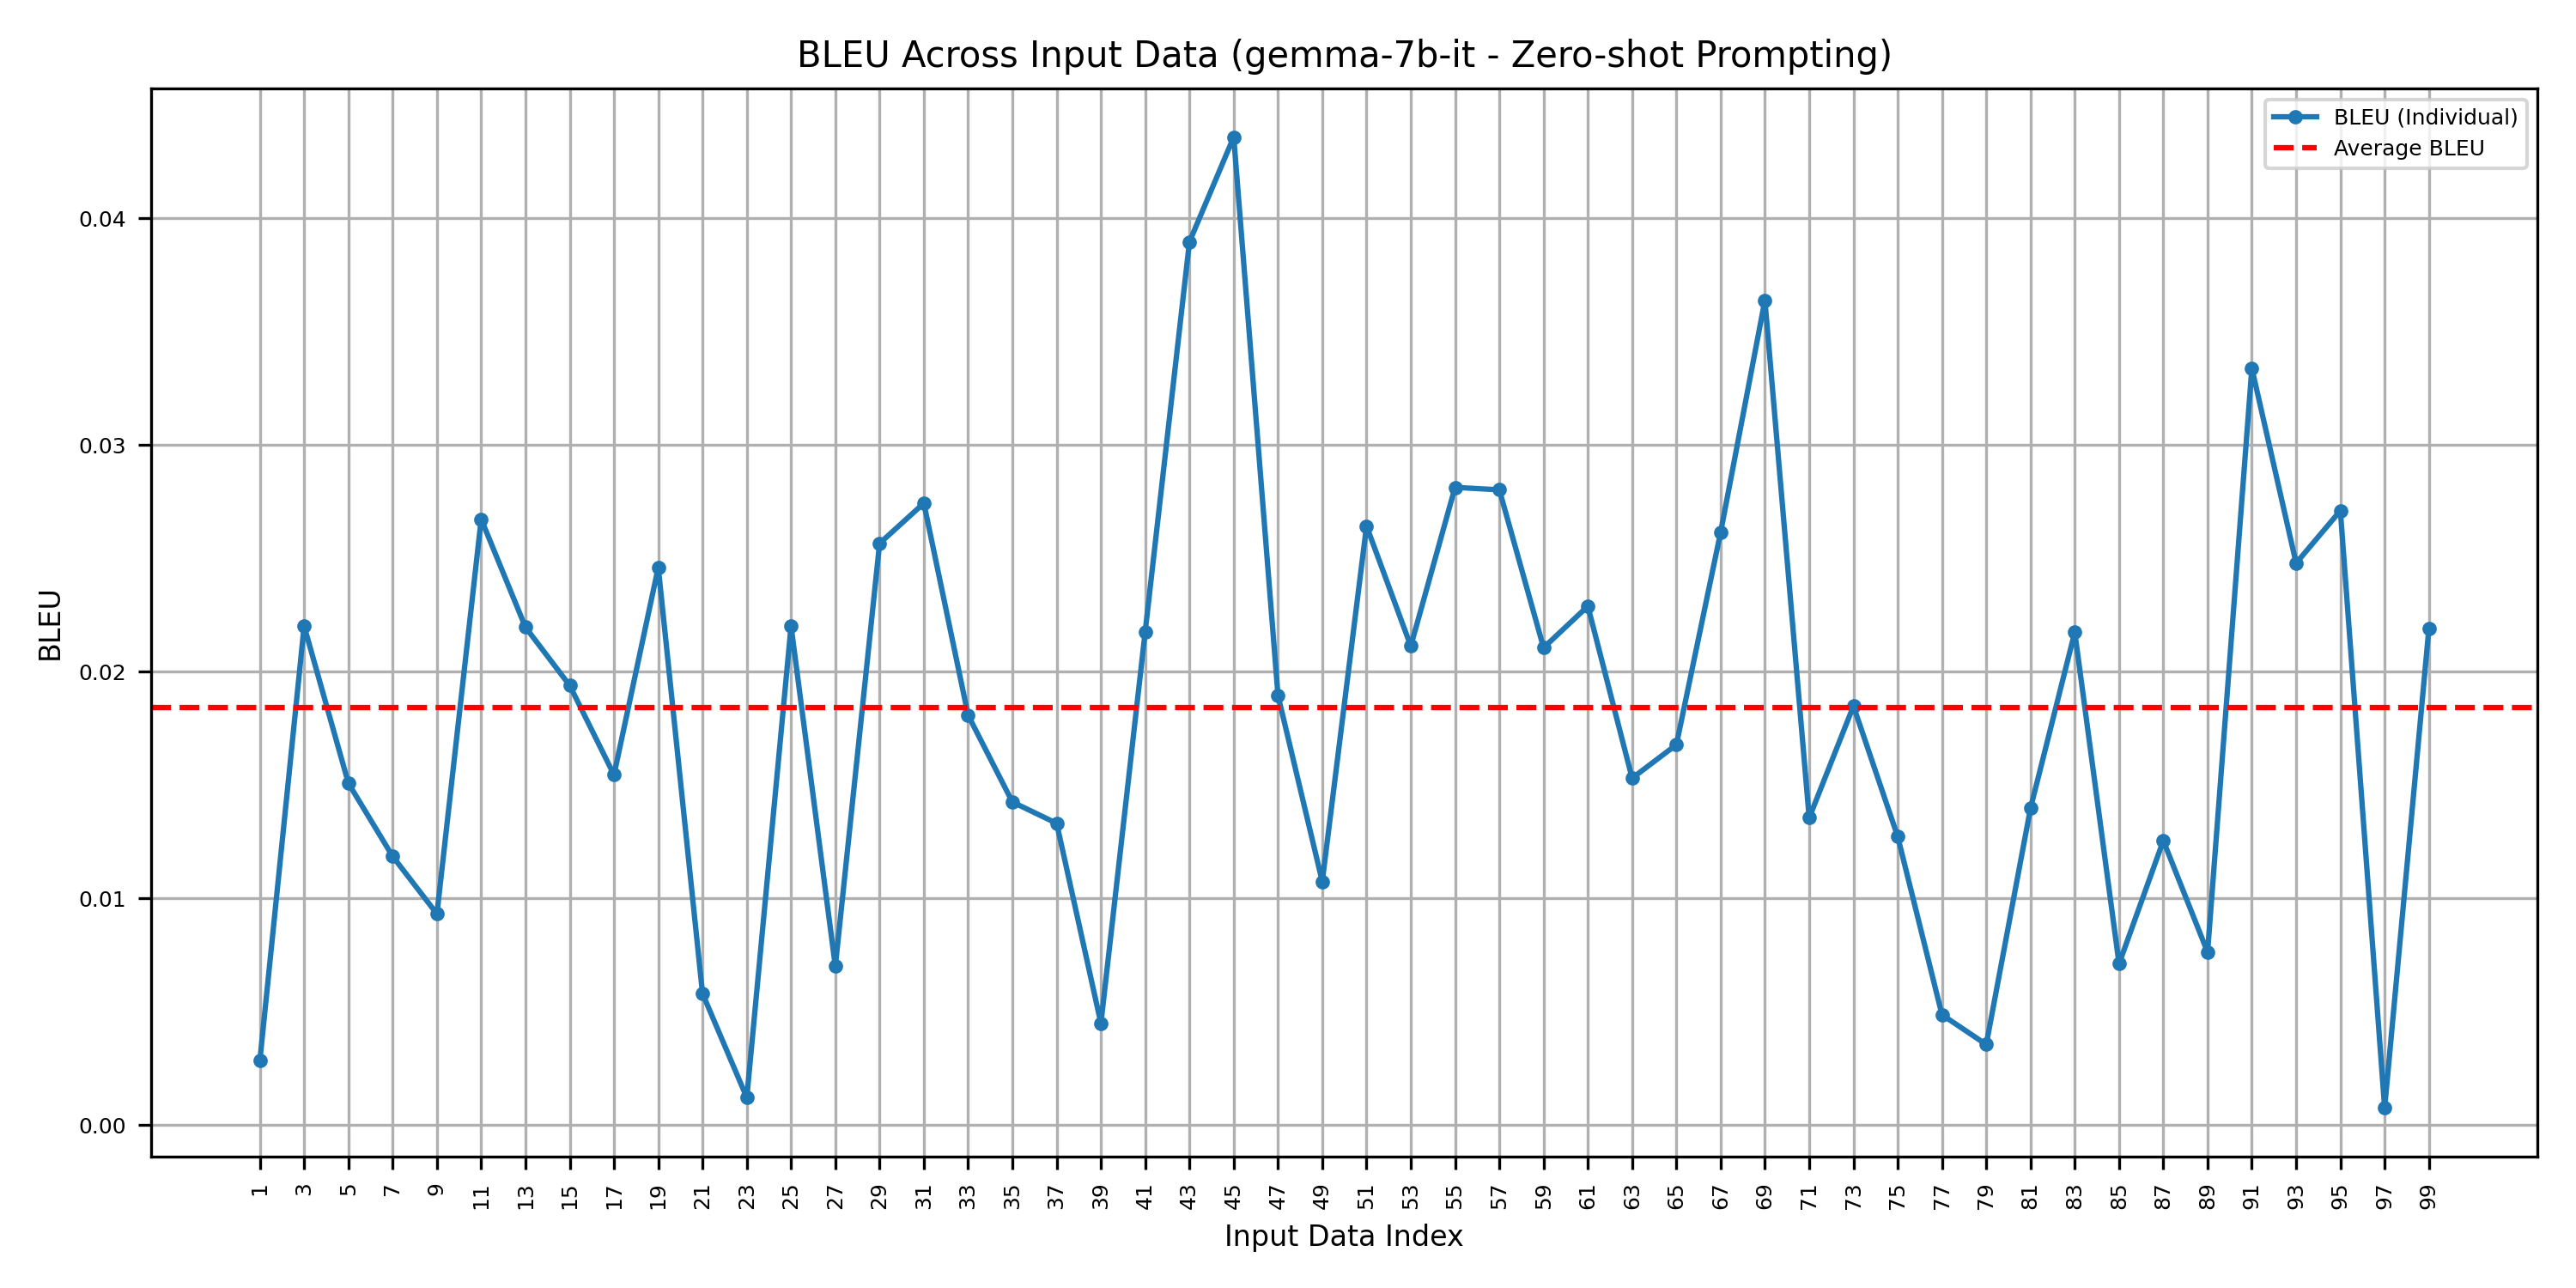 BLEU Across Input Data (gemma-7b-it - Zero-shot Prompting)
BLEU (Individual)
Average BLEU
BLEU
0.04
0.03
0.02
0.01
0.00
1 3 5 7 9 11 13 15 17 19 21 23 25 27 29 31 33 35 37 39 41 43 45 47 49 51 53 55 57 59 61 63 65 67 69 71 73 75 77 79 81 83 85 87 89 91 93 95 97 99
Input Data Index